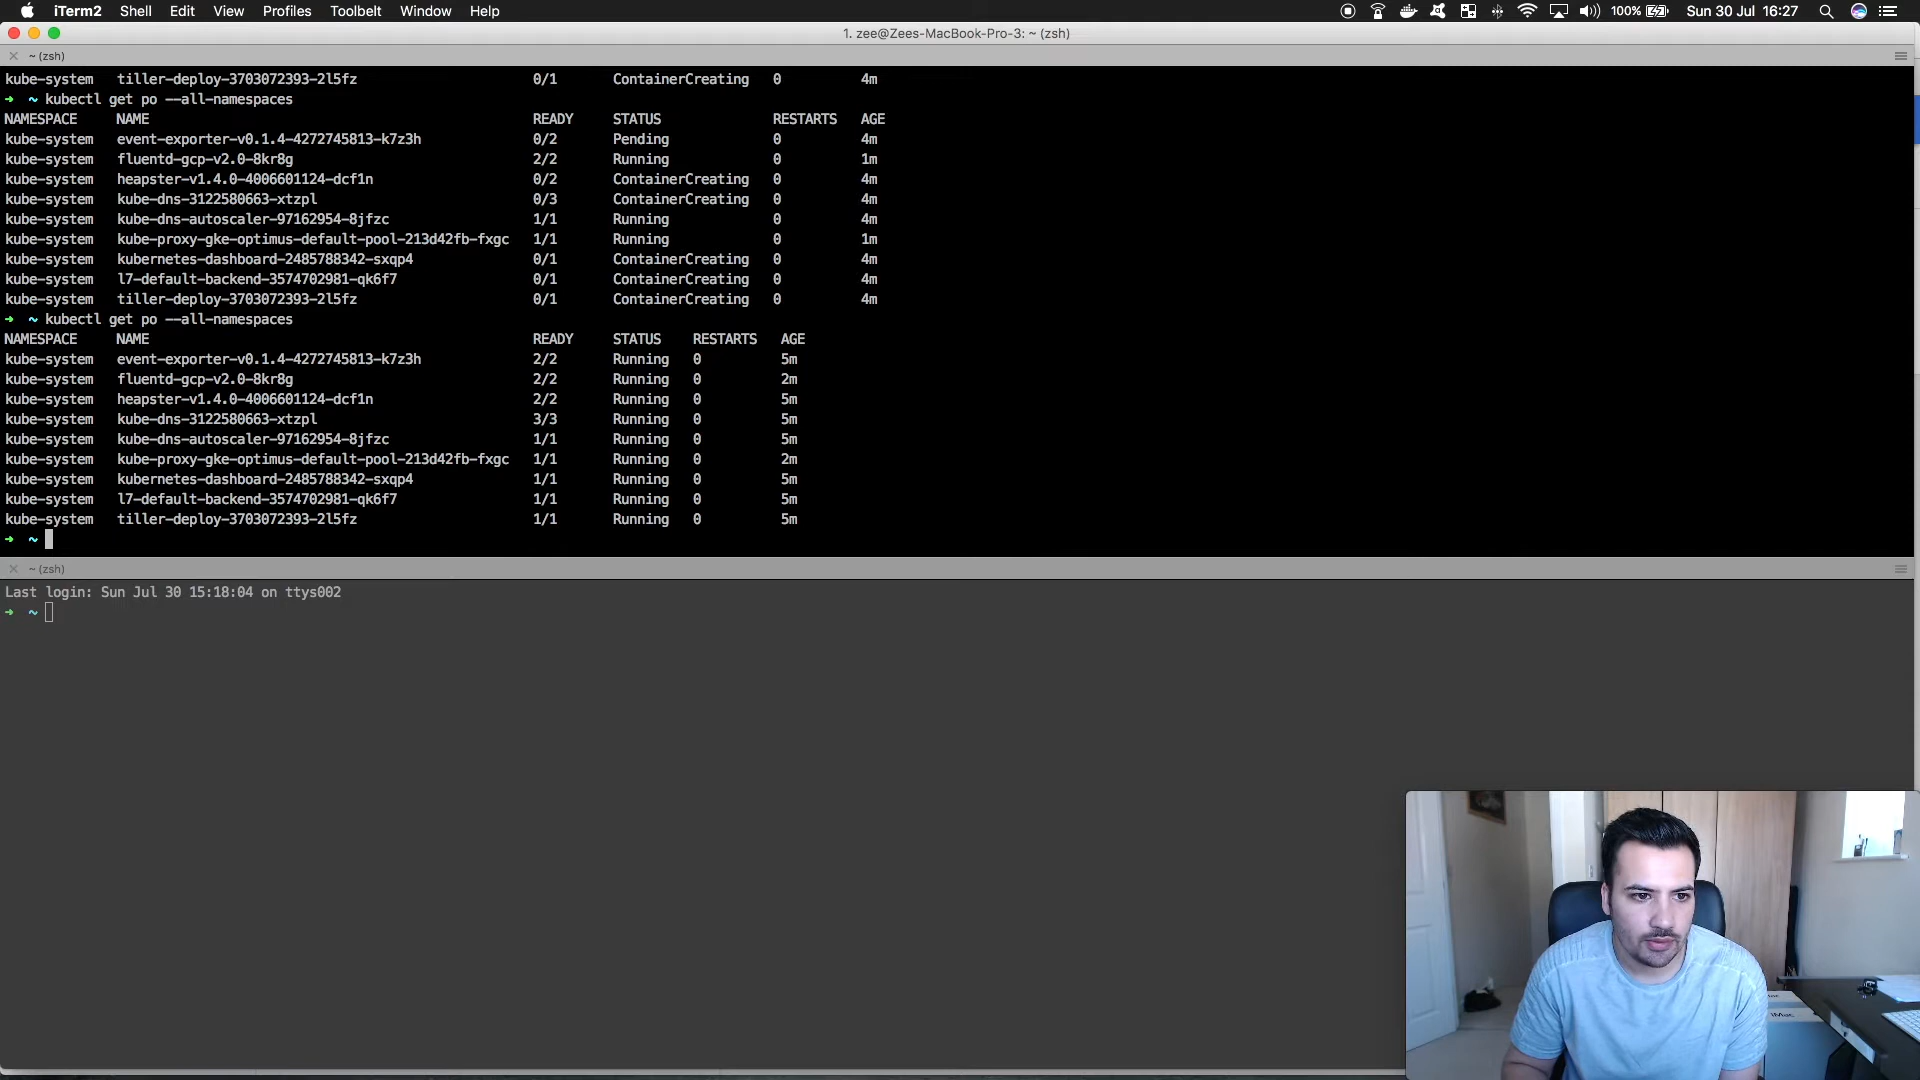 iTerm2 Shell Edit View Profiles Toolbelt Window Help 100% Sun 30 Jul 16:27
1. zee@Zees-MacBook-Pro-3: ~ (zsh)
~ (zsh)
kube-system tiller-deploy-3703072393-2l5fz 0/1 ContainerCreating 0 4m
➜ ~ kubectl get po --all-namespaces
NAMESPACE NAME READY STATUS RESTARTS AGE
kube-system event-exporter-v0.1.4-4272745813-k7z3h 0/2 Pending 0 4m
kube-system fluentd-gcp-v2.0-8kr8g 2/2 Running 0 1m
kube-system heapster-v1.4.0-4006601124-dcf1n 0/2 ContainerCreating 0 4m
kube-system kube-dns-3122580663-xtzpl 0/3 ContainerCreating 0 4m
kube-system kube-dns-autoscaler-97162954-8jfzc 1/1 Running 0 4m
kube-system kube-proxy-gke-optimus-default-pool-213d42fb-fxgc 1/1 Running 0 1m
kube-system kubernetes-dashboard-2485788342-sxqp4 0/1 ContainerCreating 0 4m
kube-system l7-default-backend-3574702981-qk6f7 0/1 ContainerCreating 0 4m
kube-system tiller-deploy-3703072393-2l5fz 0/1 ContainerCreating 0 4m
➜ ~ kubectl get po --all-namespaces
NAMESPACE NAME READY STATUS RESTARTS AGE
kube-system event-exporter-v0.1.4-4272745813-k7z3h 2/2 Running 0 5m
kube-system fluentd-gcp-v2.0-8kr8g 2/2 Running 0 2m
kube-system heapster-v1.4.0-4006601124-dcf1n 2/2 Running 0 5m
kube-system kube-dns-3122580663-xtzpl 3/3 Running 0 5m
kube-system kube-dns-autoscaler-97162954-8jfzc 1/1 Running 0 5m
kube-system kube-proxy-gke-optimus-default-pool-213d42fb-fxgc 1/1 Running 0 2m
kube-system kubernetes-dashboard-2485788342-sxqp4 1/1 Running 0 5m
kube-system l7-default-backend-3574702981-qk6f7 1/1 Running 0 5m
kube-system tiller-deploy-3703072393-2l5fz 1/1 Running 0 5m
➜ ~
~ (zsh)
Last login: Sun Jul 30 15:18:04 on ttys002
➜ ~